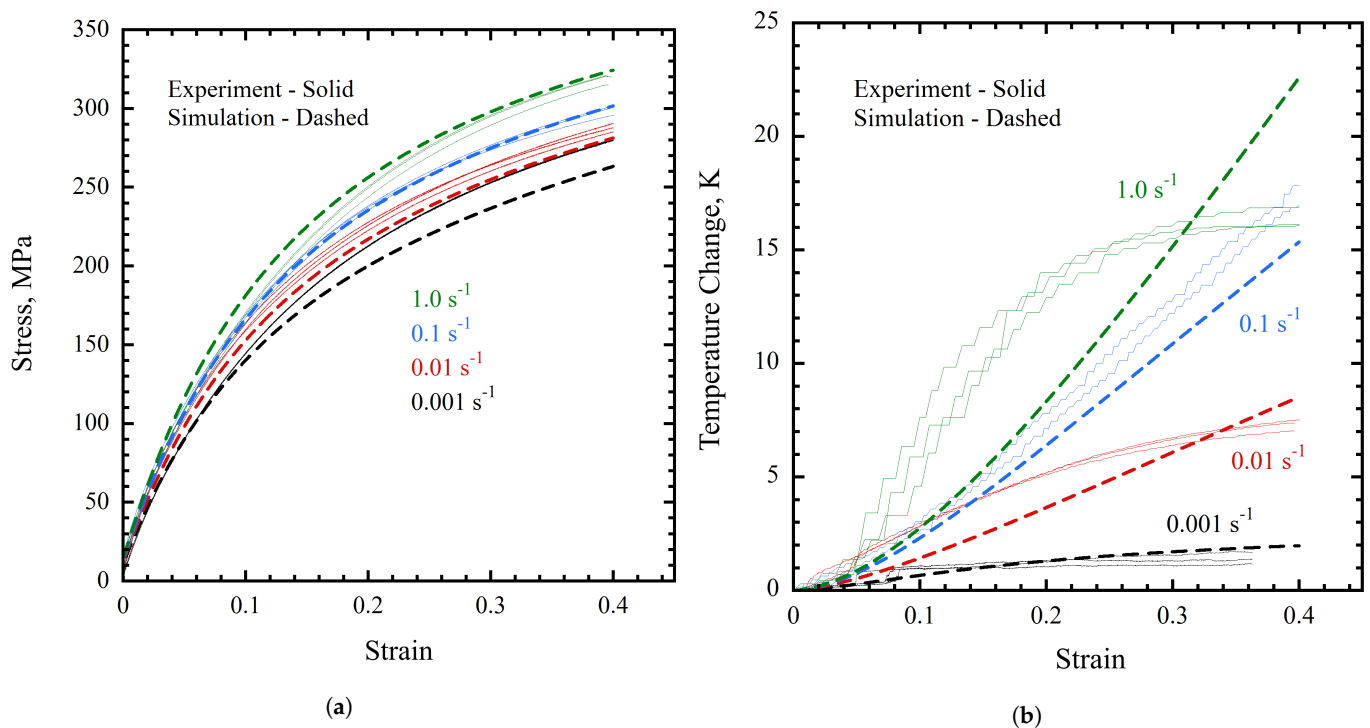 350
300
250
200
150
100
50
0
Stress, MPa
Experiment - Solid
Simulation - Dashed
1.0 s⁻¹
0.1 s⁻¹
0.01 s⁻¹
0.001 s⁻¹
0 0.1 0.2 0.3 0.4
Strain
(a)
25
20
15
10
5
0
Temperature Change, K
Experiment - Solid
Simulation - Dashed
1.0 s⁻¹
0.1 s⁻¹
0.01 s⁻¹
0.001 s⁻¹
0 0.1 0.2 0.3 0.4
Strain
(b)